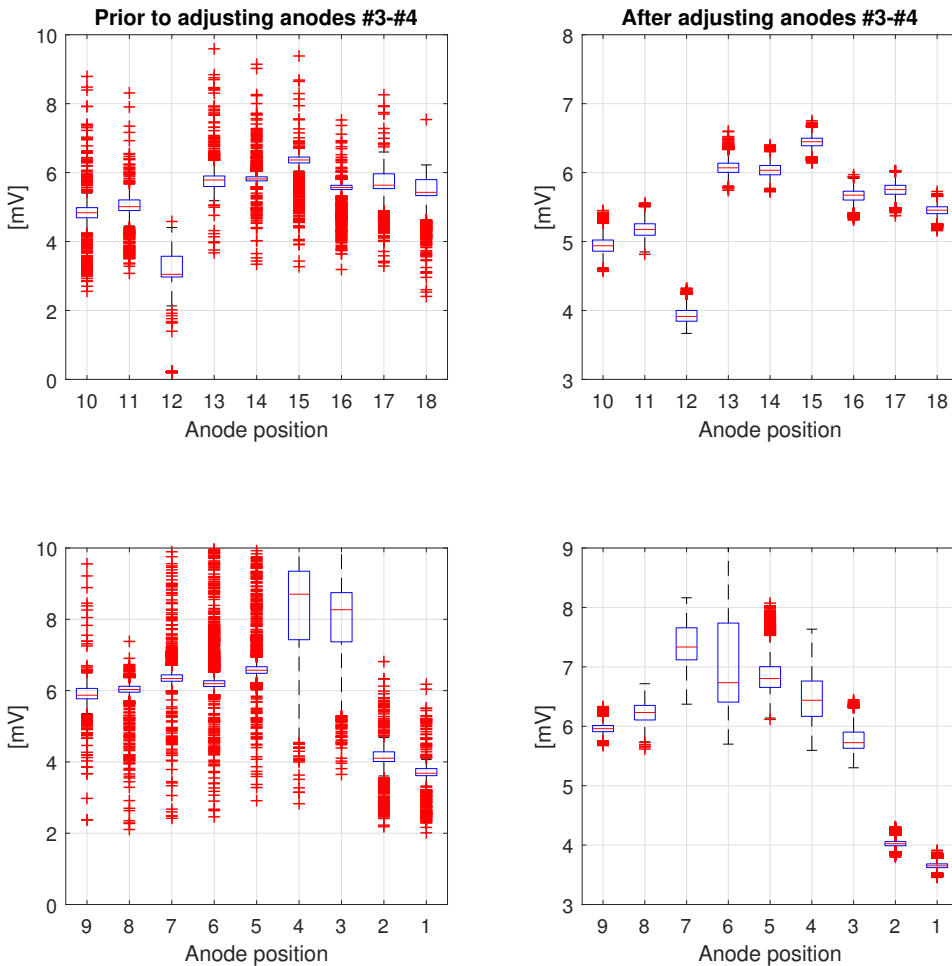 Prior to adjusting anodes #3-#4
10
8
6
4
2
0
[mV]
10 11 12 13 14 15 16 17 18
Anode position
After adjusting anodes #3-#4
8
7
6
5
4
3
[mV]
10 11 12 13 14 15 16 17 18
Anode position
10
8
6
4
2
0
[mV]
9 8 7 6 5 4 3 2 1
Anode position
9
8
7
6
5
4
3
[mV]
9 8 7 6 5 4 3 2 1
Anode position